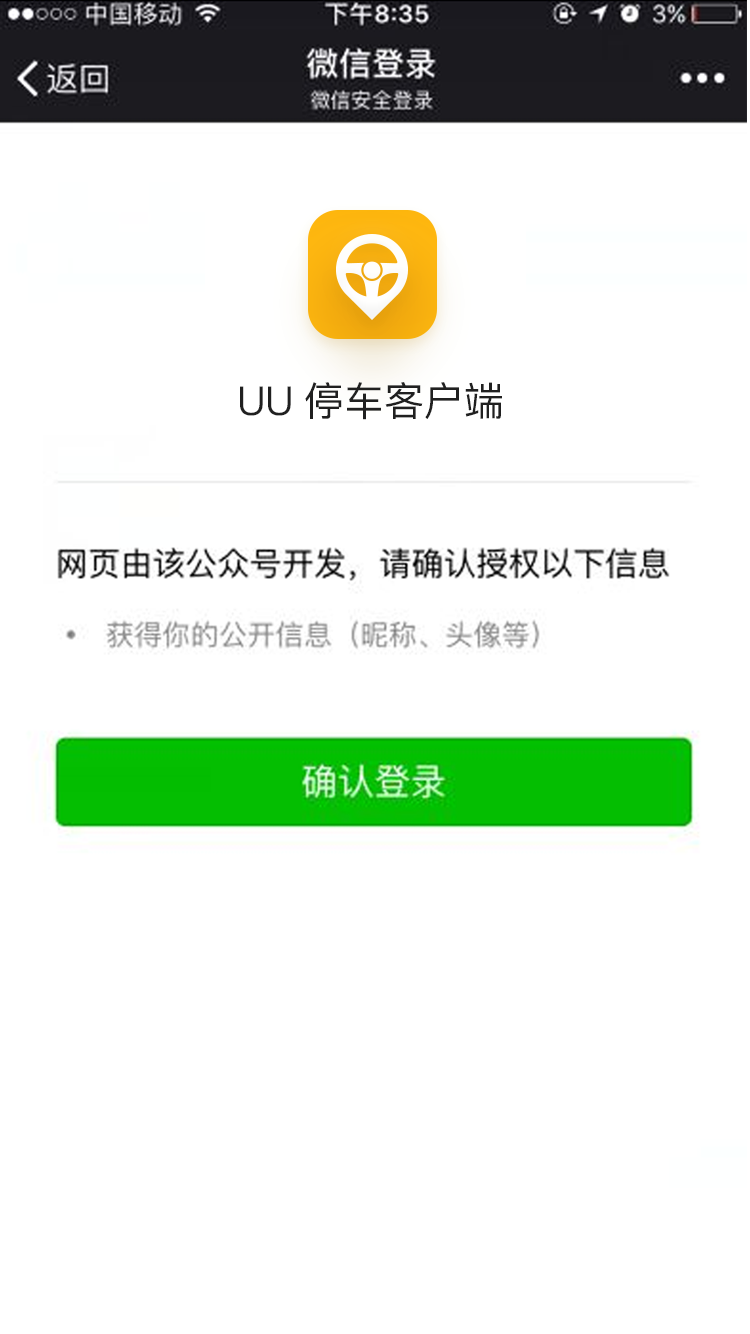 中国移动 下午8:35 3%
返回 微信登录
微信安全登录
UU 停车客户端
网页由该公众号开发，请确认授权以下信息
• 获得你的公开信息（昵称、头像等）
确认登录